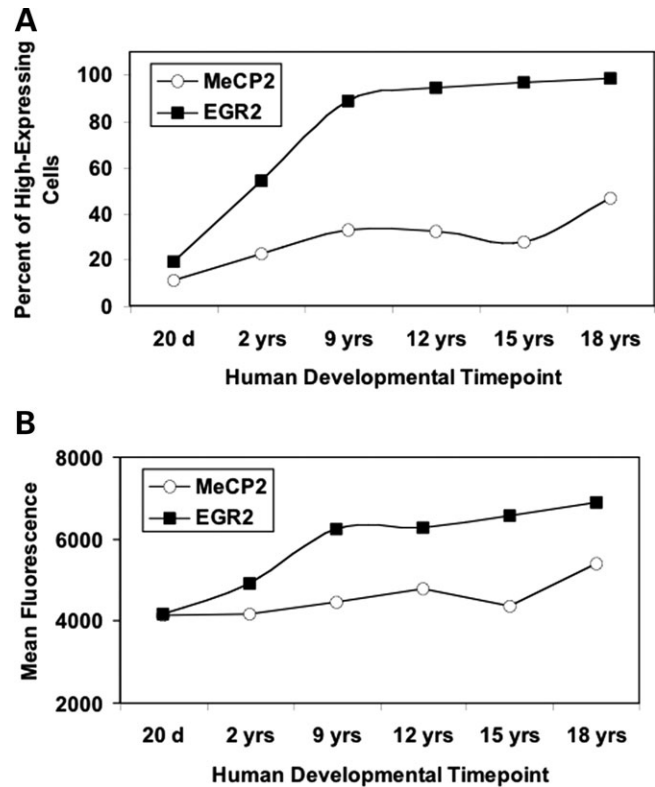 A
Percent of High-Expressing
Cells
100
80
60
40
20
0
MeCP2
EGR2
20 d 2 yrs 9 yrs 12 yrs 15 yrs 18 yrs
Human Developmental Timepoint
B
Mean Fluorescence
8000
6000
4000
2000
MeCP2
EGR2
20 d 2 yrs 9 yrs 12 yrs 15 yrs 18 yrs
Human Developmental Timepoint